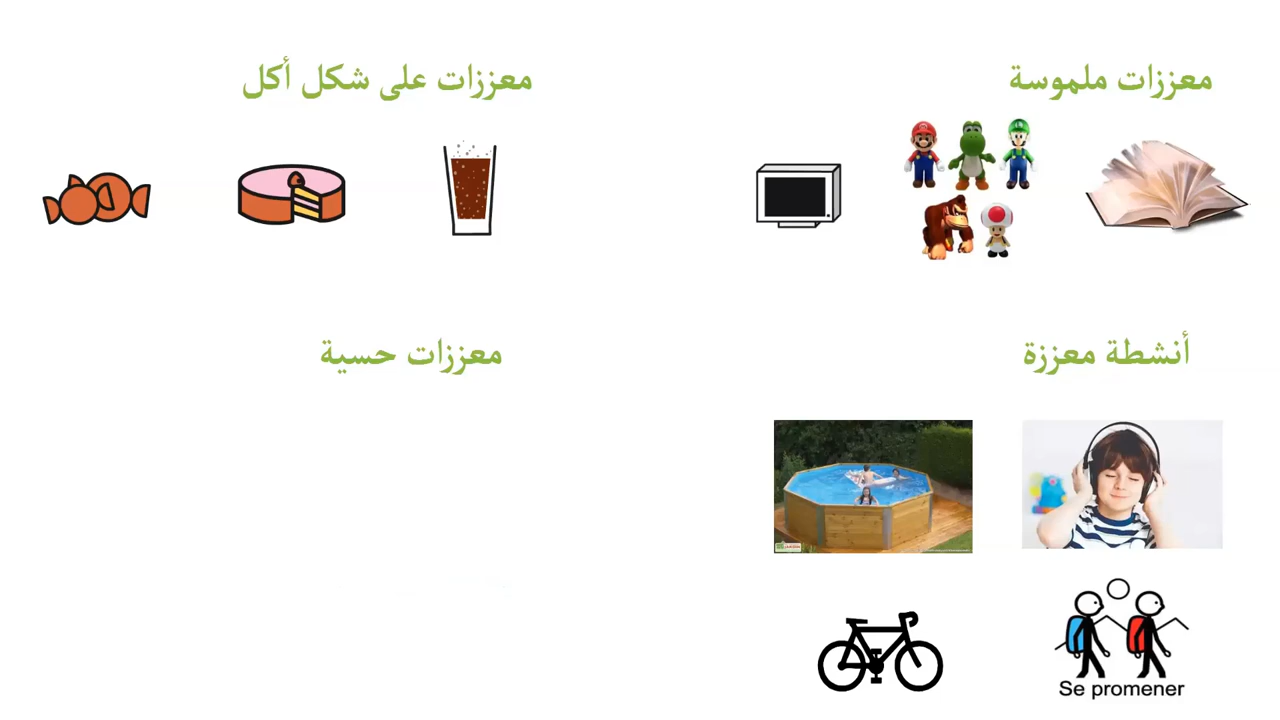 معززات ملموسة
معززات على شكل أكل
أنشطة معززة
معززات حسية
Se promener